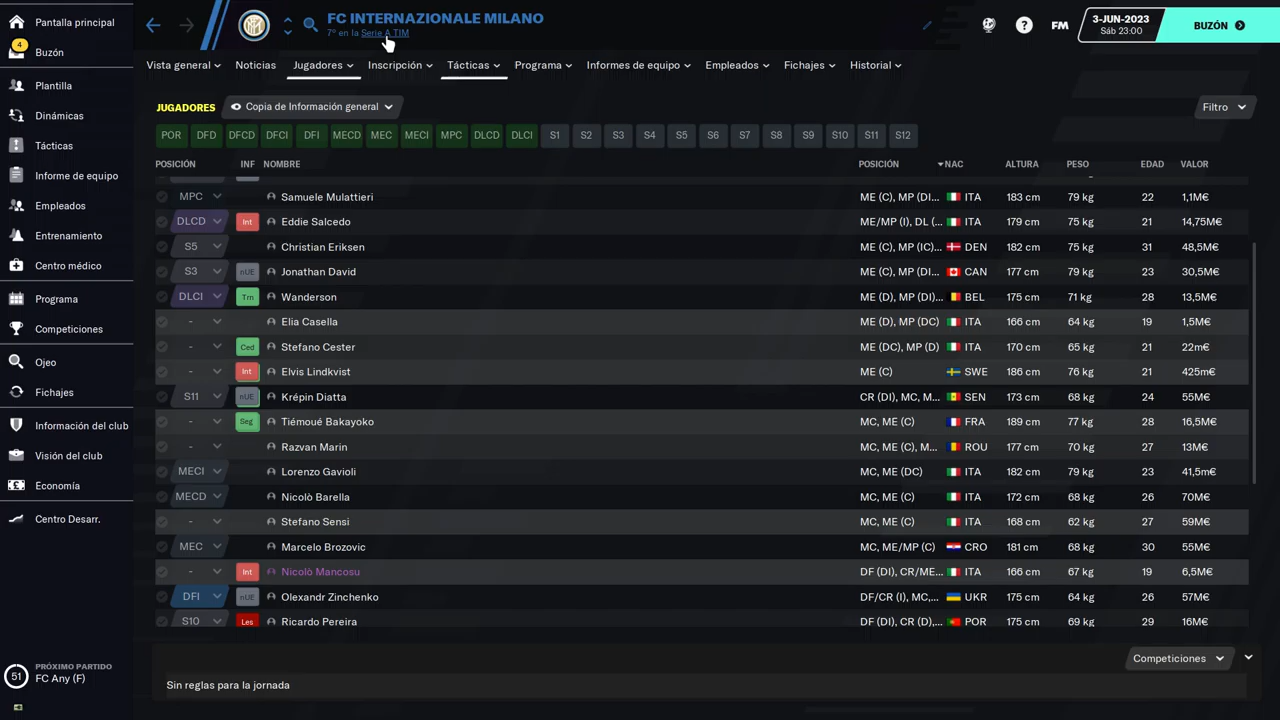 Pantalla principal
4
Buzón
Plantilla
Dinámicas
Tácticas
Informe de equipo
Empleados
Entrenamiento
Centro médico
Programa
Competiciones
Ojeo
Fichajes
Información del club
Visión del club
Economía
Centro Desarr.
51
PRÓXIMO PARTIDO
FC Any (F)
FC INTERNAZIONALE MILANO
7º en la Serie A TIM
FM
3-JUN-2023
Sáb 23:00
BUZÓN
Vista general Noticias Jugadores Inscripción Tácticas Programa Informes de equipo Empleados Fichajes Historial
JUGADORES Copia de Información general Filtro
POR DFD DFCD DFCI DFI MECD MEC MECI MPC DLCD DLCI S1 S2 S3 S4 S5 S6 S7 S8 S9 S10 S11 S12
POSICIÓN INF NOMBRE POSICIÓN NAC ALTURA PESO EDAD VALOR
MPC Samuele Mulattieri ME (C), MP (DI... ITA 183 cm 79 kg 22 1,1M€
DLCD Int Eddie Salcedo ME/MP (I), DL (... ITA 179 cm 75 kg 21 14,75M€
S5 Christian Eriksen ME (C), MP (IC)... DEN 182 cm 75 kg 31 48,5M€
S3 nUE Jonathan David ME (C), MP (DI... CAN 177 cm 79 kg 23 30,5M€
DLCI Trn Wanderson ME (D), MP (DI)... BEL 175 cm 71 kg 28 13,5M€
- Elia Casella ME (D), MP (DC) ITA 166 cm 64 kg 19 1,5M€
- Ced Stefano Cester ME (DC), MP (D) ITA 170 cm 65 kg 21 22m€
- Int Elvis Lindkvist ME (C) SWE 186 cm 76 kg 21 425m€
S11 nUE Krépin Diatta CR (DI), MC, M... SEN 173 cm 68 kg 24 55M€
- Seg Tiémoué Bakayoko MC, ME (C) FRA 189 cm 77 kg 28 16,5M€
- Razvan Marin MC, ME (C), M... ROU 177 cm 70 kg 27 13M€
MECI Lorenzo Gavioli MC, ME (DC) ITA 182 cm 79 kg 23 41,5m€
MECD Nicolò Barella MC, ME (C) ITA 172 cm 68 kg 26 70M€
- Stefano Sensi MC, ME (C) ITA 168 cm 62 kg 27 59M€
MEC Marcelo Brozovic MC, ME/MP (C) CRO 181 cm 68 kg 30 55M€
- Int Nicolò Mancosu DF (DI), CR/ME... ITA 166 cm 67 kg 19 6,5M€
DFI nUE Olexandr Zinchenko DF/CR (I), MC,... UKR 175 cm 64 kg 26 57M€
S10 Les Ricardo Pereira DF (DI), CR (D),... POR 175 cm 69 kg 29 16M€
Competiciones
Sin reglas para la jornada